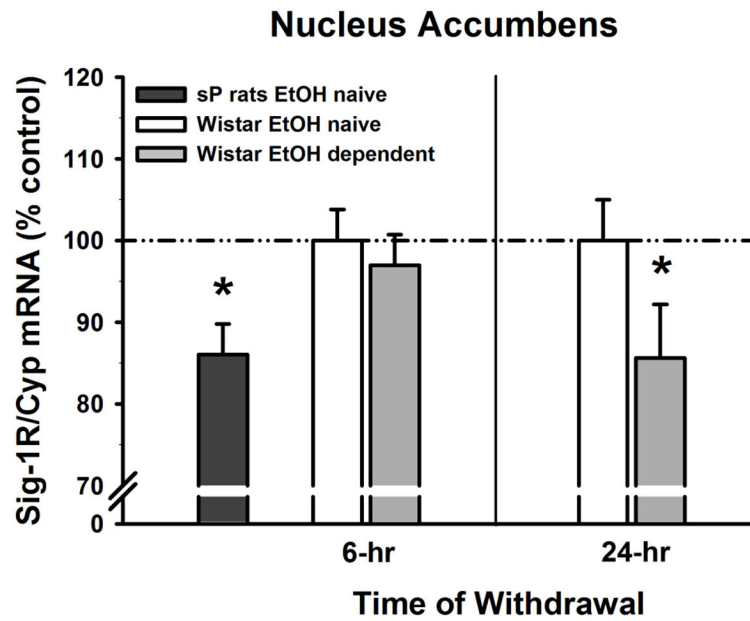 Nucleus Accumbens
Sig-1R/Cyp mRNA (% control)
120
110
100
90
80
70
0
sP rats EtOH naive
Wistar EtOH naive
Wistar EtOH dependent
*
*
6-hr
24-hr
Time of Withdrawal